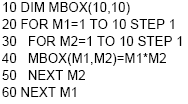 10 DIM MBOX(10,10)
20 FOR M1=1 TO 10 STEP 1
30   FOR M2=1 TO 10 STEP 1
40   MBOX(M1,M2)=M1*M2
50   NEXT M2
60 NEXT M1